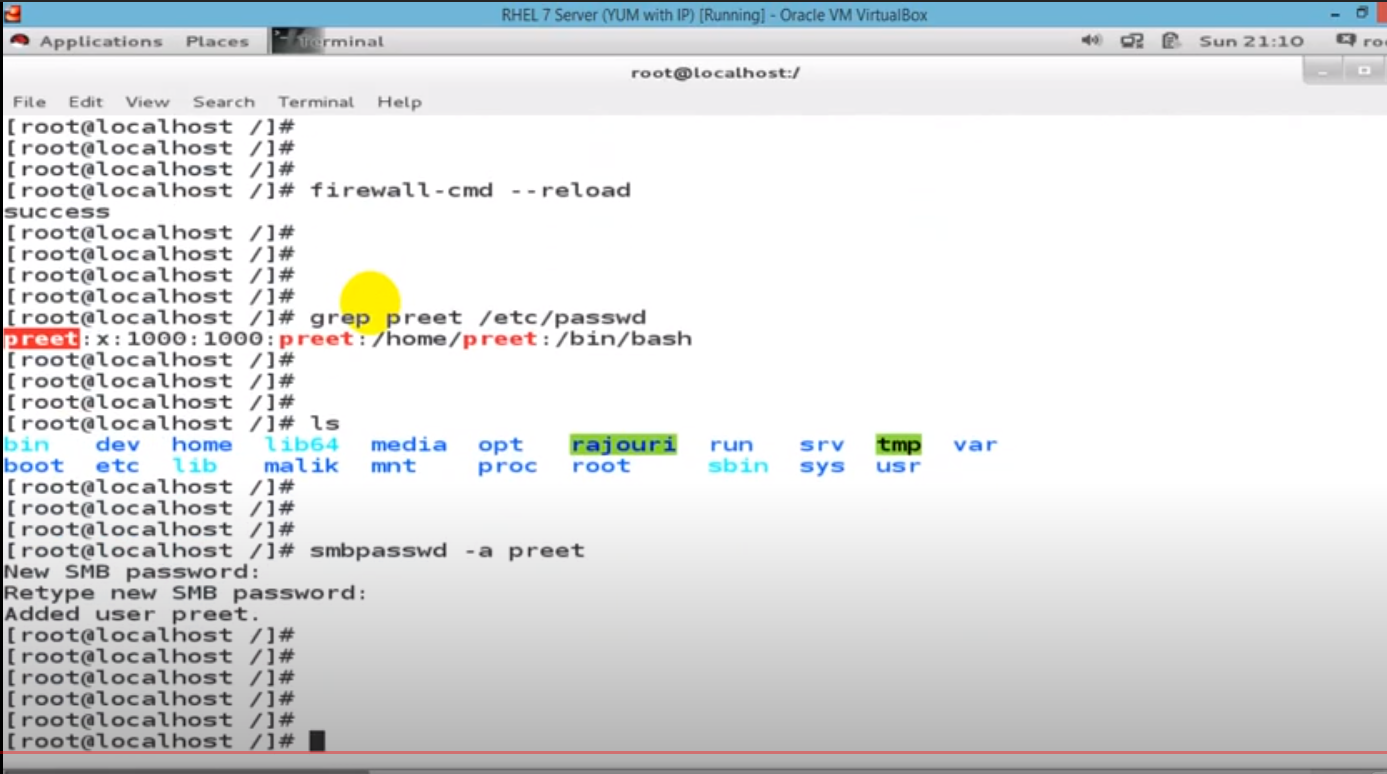 RHEL 7 Server (YUM with IP) [Running] - Oracle VM VirtualBox
Applications Places Terminal Sun 21:10
root@localhost:/
File Edit View Search Terminal Help
[root@localhost /]#
[root@localhost /]#
[root@localhost /]#
[root@localhost /]# firewall-cmd --reload
success
[root@localhost /]#
[root@localhost /]#
[root@localhost /]#
[root@localhost /]#
[root@localhost /]# grep preet /etc/passwd
preet:x:1000:1000:preet:/home/preet:/bin/bash
[root@localhost /]#
[root@localhost /]#
[root@localhost /]#
[root@localhost /]# ls
bin dev home lib64 media opt rajouri run srv tmp var
boot etc lib malik mnt proc root sbin sys usr
[root@localhost /]#
[root@localhost /]#
[root@localhost /]#
[root@localhost /]# smbpasswd -a preet
New SMB password:
Retype new SMB password:
Added user preet.
[root@localhost /]#
[root@localhost /]#
[root@localhost /]#
[root@localhost /]#
[root@localhost /]#
[root@localhost /]#